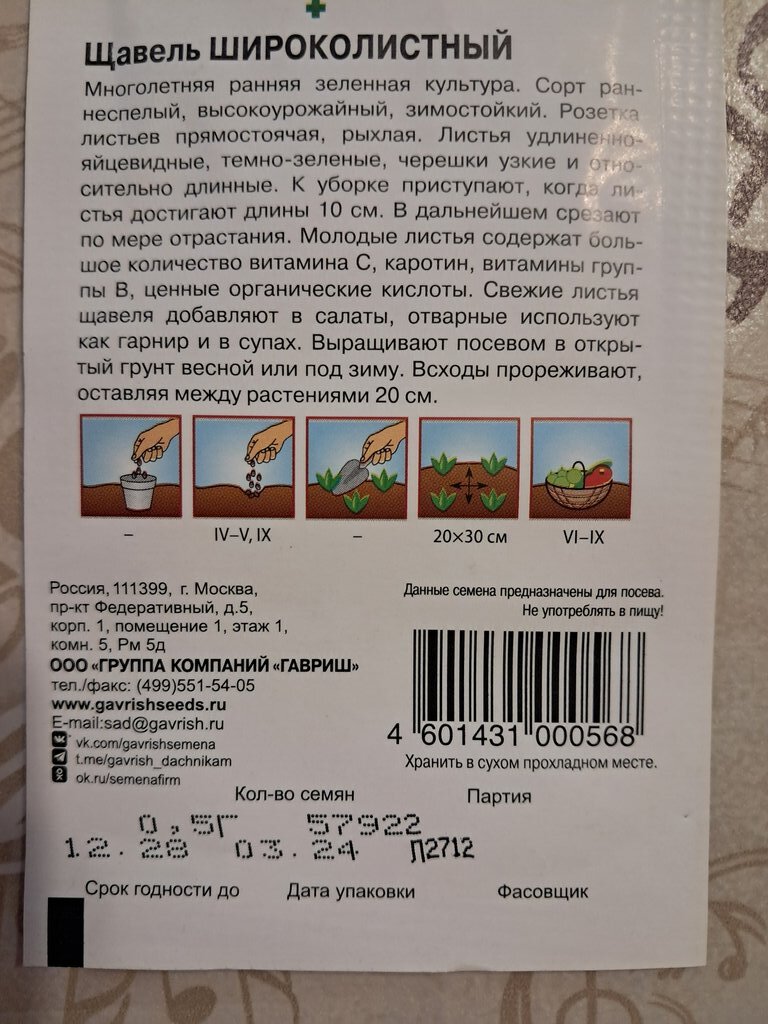 Щавель ШИРОКОЛИСТНЫЙ
Многолетняя ранняя зеленная культура. Сорт ран-
неспелый, высокоурожайный, зимостойкий. Розетка
листьев прямостоячая, рыхлая. Листья удлиненно-
яйцевидные, темно-зеленые, черешки узкие и отно-
сительно длинные. К уборке приступают, когда ли-
стья достигают длины 10 см. В дальнейшем срезают
по мере отрастания. Молодые листья содержат боль-
шое количество витамина С, каротин, витамины груп-
пы В, ценные органические кислоты. Свежие листья
щавеля добавляют в салаты, отварные используют
как гарнир и в супах. Выращивают посевом в откры-
тый грунт весной или под зиму. Всходы прореживают,
оставляя между растениями 20 см.
– IV–V, IX – 20×30 см VI–IX
Россия, 111399, г. Москва,
пр-кт Федеративный, д.5,
корп. 1, помещение 1, этаж 1,
комн. 5, Рм 5д
ООО «ГРУППА КОМПАНИЙ «ГАВРИШ»
тел./факс: (499)551-54-05
www.gavrishseeds.ru
E-mail:sad@gavrish.ru
vk.com/gavrishsemena
t.me/gavrish_dachnikam
ok.ru/semenafirm
Данные семена предназначены для посева.
Не употреблять в пищу!
4 601431 000568
Хранить в сухом прохладном месте.
Кол-во семян Партия
0,5Г 57922
12.28 03.24 Л2712
Срок годности до Дата упаковки Фасовщик